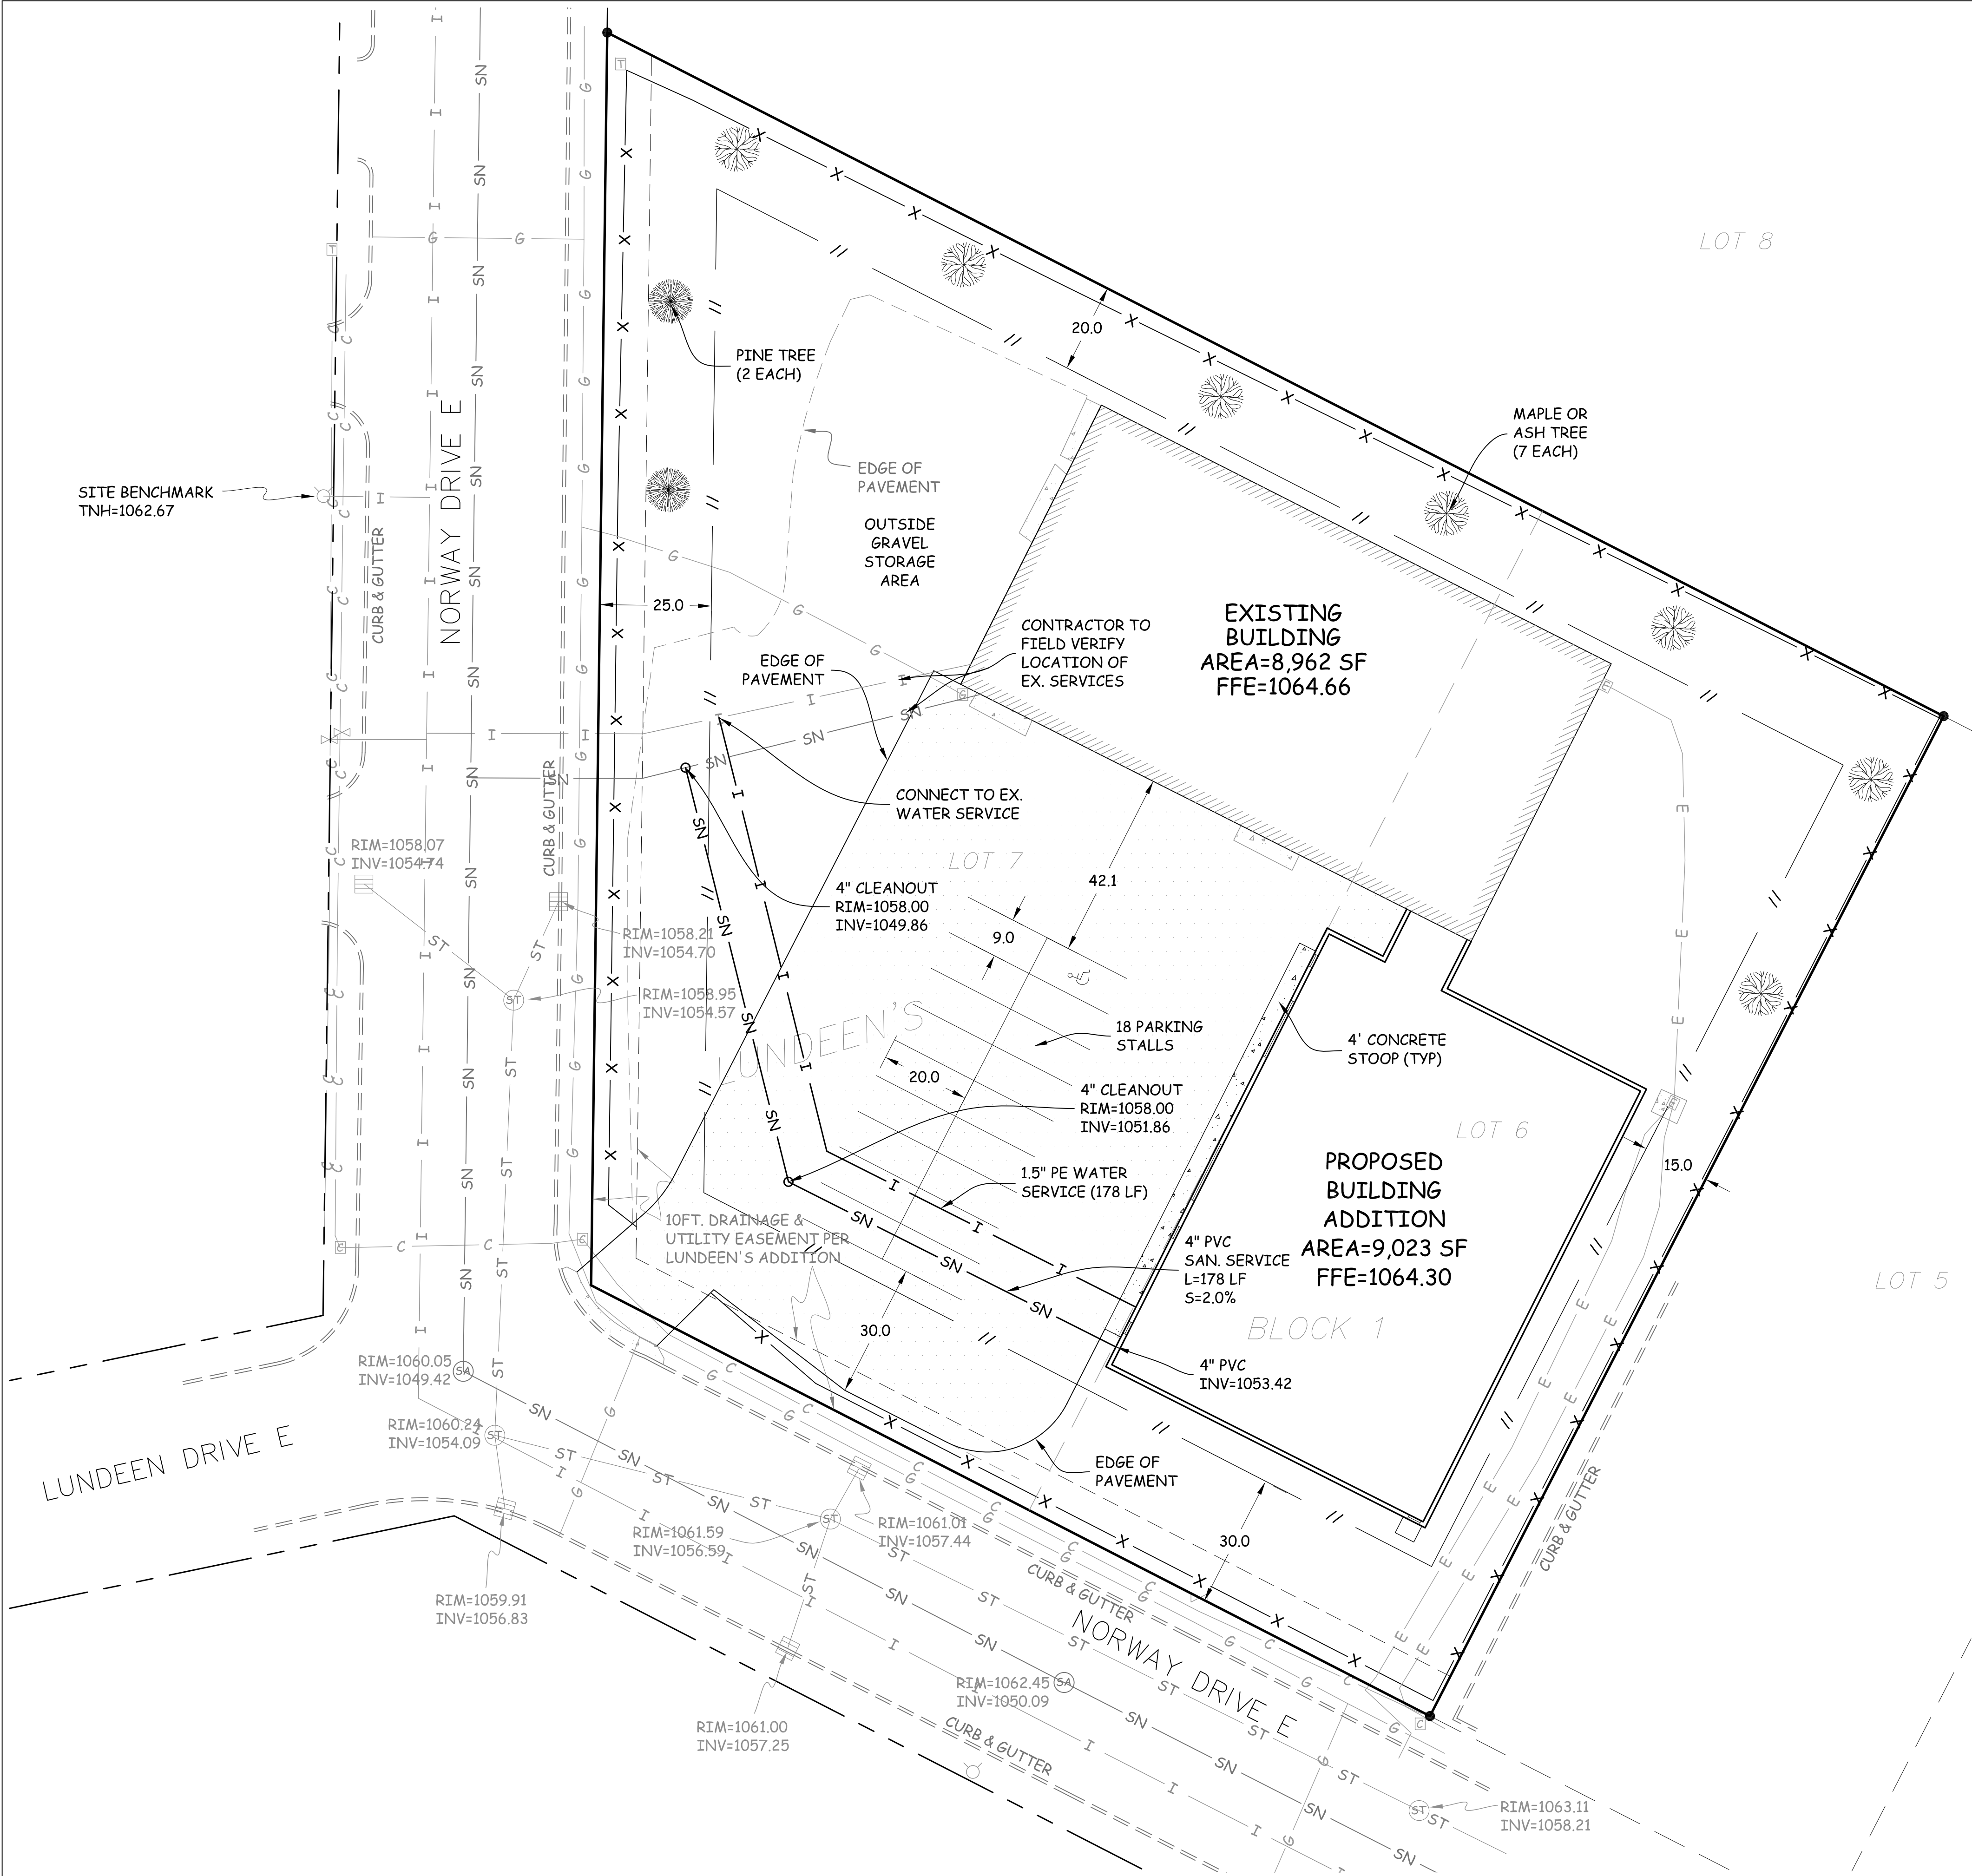 LOT 8
PINE TREE
(2 EACH)
MAPLE OR
ASH TREE
(7 EACH)
20.0
SITE BENCHMARK
TNH=1062.67
NORWAY DRIVE E
CURB & GUTTER
EDGE OF
PAVEMENT
OUTSIDE
GRAVEL
STORAGE
AREA
25.0
CONTRACTOR TO
FIELD VERIFY
LOCATION OF
EX. SERVICES
EXISTING
BUILDING
AREA=8,962 SF
FFE=1064.66
EDGE OF
PAVEMENT
CONNECT TO EX.
WATER SERVICE
CURB & GUTTER
RIM=1058.07
INV=1054.74
LOT 7
42.1
4" CLEANOUT
RIM=1058.00
INV=1049.86
9.0
RIM=1058.21
INV=1054.70
RIM=1058.95
INV=1054.57
LUNDEEN'S
18 PARKING
STALLS
4' CONCRETE
STOOP (TYP)
20.0
4" CLEANOUT
RIM=1058.00
INV=1051.86
LOT 6
1.5" PE WATER
SERVICE (178 LF)
PROPOSED
BUILDING
ADDITION
AREA=9,023 SF
FFE=1064.30
15.0
10FT. DRAINAGE &
UTILITY EASEMENT PER
LUNDEEN'S ADDITION
4" PVC
SAN. SERVICE
L=178 LF
S=2.0%
LOT 5
BLOCK 1
30.0
RIM=1060.05
INV=1049.42
4" PVC
INV=1053.42
RIM=1060.24
INV=1054.09
LUNDEEN DRIVE E
EDGE OF
PAVEMENT
CURB & GUTTER
RIM=1061.59
INV=1056.59
RIM=1061.01
INV=1057.44
30.0
RIM=1059.91
INV=1056.83
CURB & GUTTER
NORWAY DRIVE E
RIM=1062.45
INV=1050.09
RIM=1061.00
INV=1057.25
CURB & GUTTER
RIM=1063.11
INV=1058.21